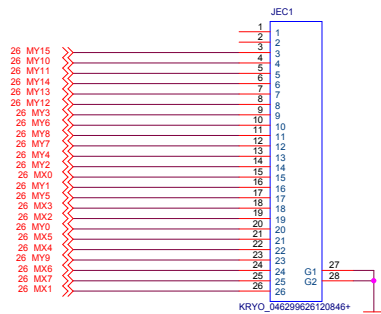 JEC1
1 1
2 2
26 MY15 3 3
26 MY10 4 4
26 MY11 5 5
26 MY14 6 6
26 MY13 7 7
26 MY12 8 8
26 MY3 9 9
26 MY6 10 10
26 MY8 11 11
26 MY7 12 12
26 MY4 13 13
26 MY2 14 14
26 MX0 15 15
26 MY1 16 16
26 MY5 17 17
26 MX3 18 18
26 MX2 19 19
26 MY0 20 20
26 MX5 21 21
26 MX4 22 22
26 MY9 23 23
26 MX6 24 24 G1 27
26 MX7 25 25 G2 28
26 MX1 26 26
KRYO_046299626120846+